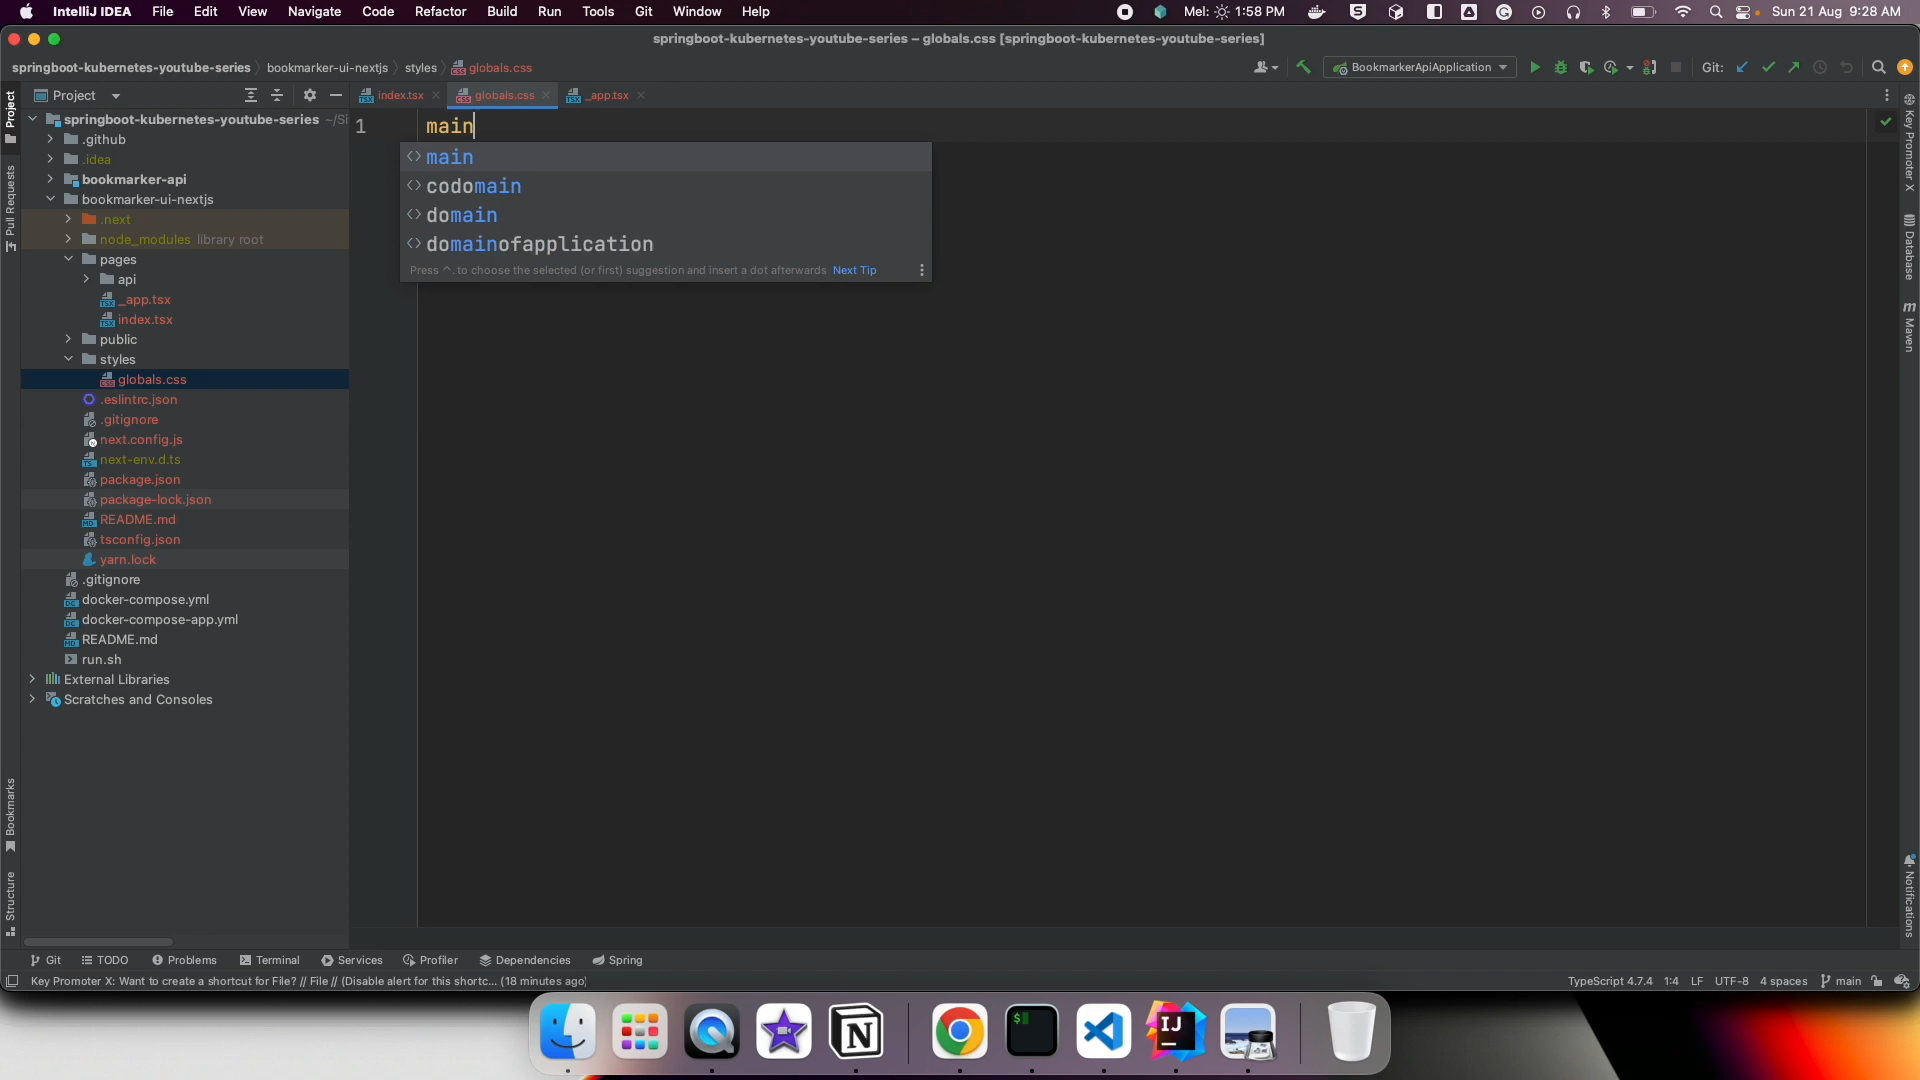 IntelliJ IDEA File Edit View Navigate Code Refactor Build Run Tools Git Window Help Mel: 1:58 PM Sun 21 Aug 9:28 AM
springboot-kubernetes-youtube-series – globals.css [springboot-kubernetes-youtube-series]
springboot-kubernetes-youtube-series bookmarker-ui-nextjs styles globals.css BookmarkerApiApplication Git:
Project index.tsx globals.css _app.tsx
springboot-kubernetes-youtube-series ~/Si
.github
.idea
bookmarker-api
bookmarker-ui-nextjs
.next
node_modules library root
pages
api
_app.tsx
index.tsx
public
styles
globals.css
.eslintrc.json
.gitignore
next.config.js
next-env.d.ts
package.json
package-lock.json
README.md
tsconfig.json
yarn.lock
.gitignore
docker-compose.yml
docker-compose-app.yml
README.md
run.sh
External Libraries
Scratches and Consoles
1 main
main
codomain
domain
domainofapplication
Press ^. to choose the selected (or first) suggestion and insert a dot afterwards Next Tip
Project
Pull Requests
Bookmarks
Structure
Key Promoter X
Database
Maven
Notifications
Git TODO Problems Terminal Services Profiler Dependencies Spring
Key Promoter X: Want to create a shortcut for File? // File // (Disable alert for this shortc... (18 minutes ago) TypeScript 4.7.4 1:4 LF UTF-8 4 spaces main